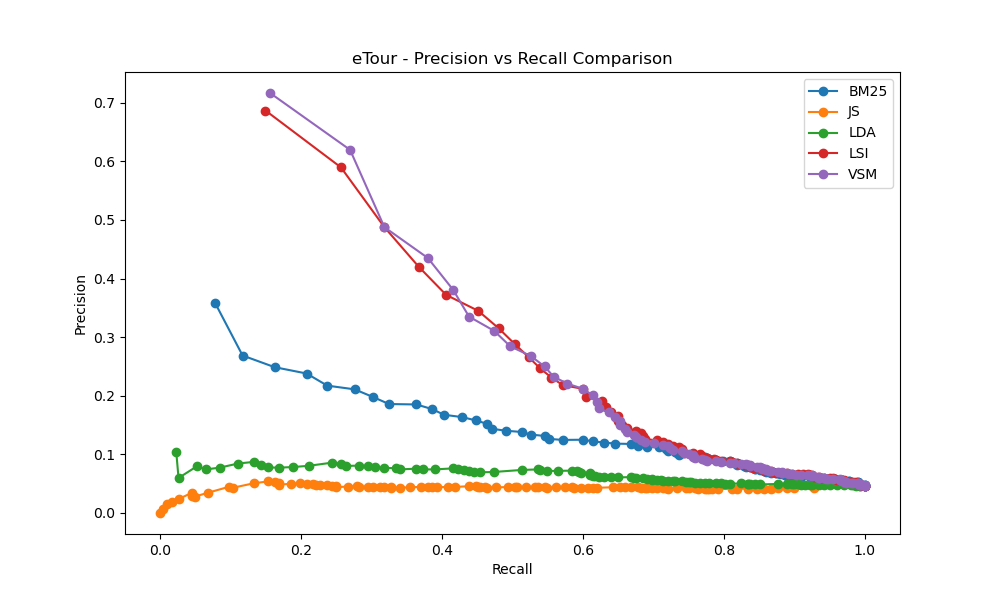 eTour - Precision vs Recall Comparison
BM25
JS
LDA
LSI
VSM
Precision
0.7
0.6
0.5
0.4
0.3
0.2
0.1
0.0
0.0 0.2 0.4 0.6 0.8 1.0
Recall